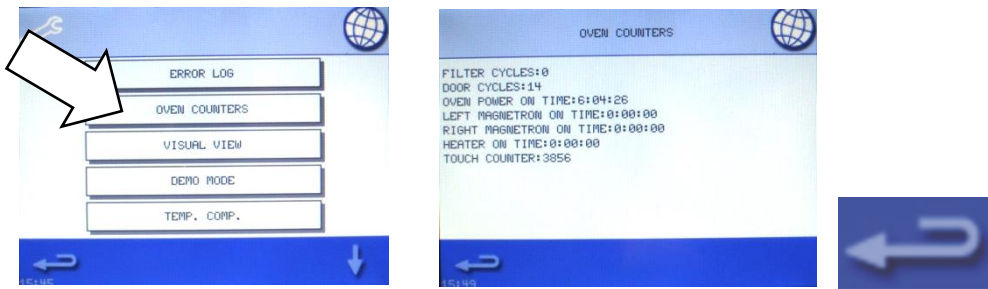 ERROR LOG
OVEN COUNTERS
VISUAL VIEW
DEMO MODE
TEMP. COMP.
15:45
OVEN COUNTERS
FILTER CYCLES:0
DOOR CYCLES:14
OVEN POWER ON TIME:6:04:26
LEFT MAGNETRON ON TIME:0:00:00
RIGHT MAGNETRON ON TIME:0:00:00
HEATER ON TIME:0:00:00
TOUCH COUNTER:3856
15:49